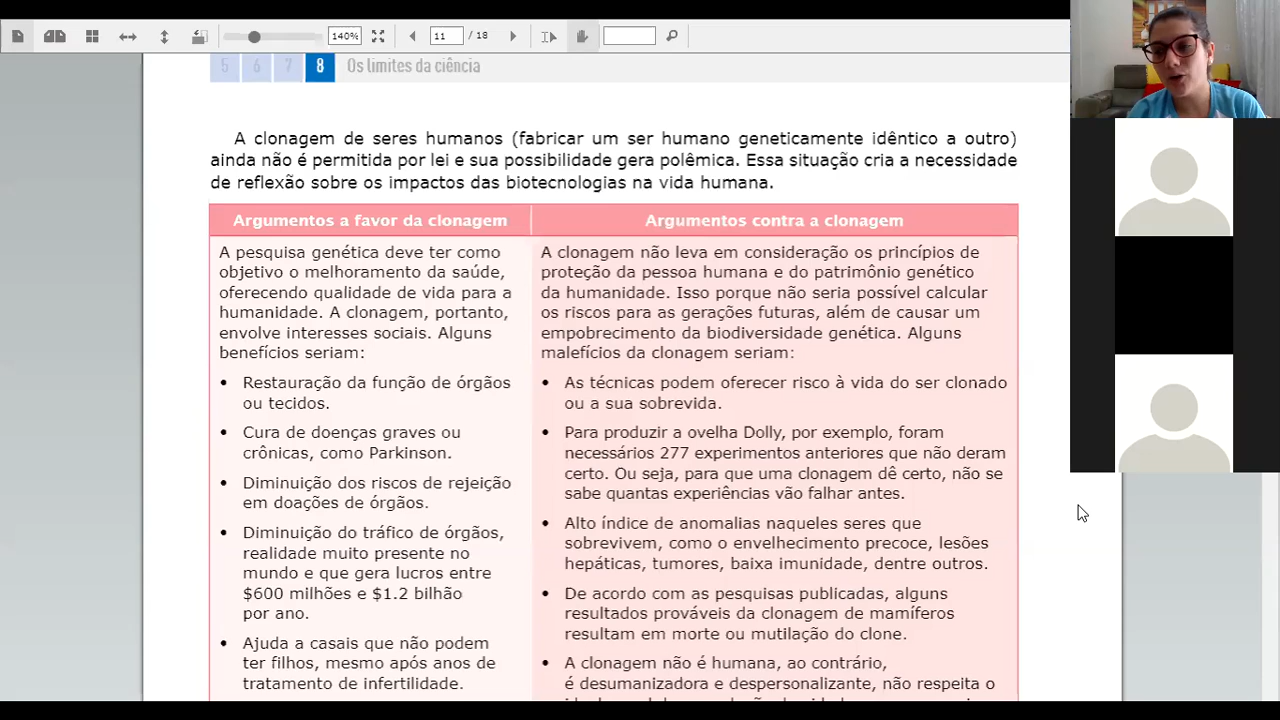 140%
11
/ 18
5 6 7 8 Os limites da ciência
A clonagem de seres humanos (fabricar um ser humano geneticamente idêntico a outro)
ainda não é permitida por lei e sua possibilidade gera polêmica. Essa situação cria a necessidade
de reflexão sobre os impactos das biotecnologias na vida humana.
Argumentos a favor da clonagem
A pesquisa genética deve ter como
objetivo o melhoramento da saúde,
oferecendo qualidade de vida para a
humanidade. A clonagem, portanto,
envolve interesses sociais. Alguns
benefícios seriam:
• Restauração da função de órgãos
ou tecidos.
• Cura de doenças graves ou
crônicas, como Parkinson.
• Diminuição dos riscos de rejeição
em doações de órgãos.
• Diminuição do tráfico de órgãos,
realidade muito presente no
mundo e que gera lucros entre
$600 milhões e $1.2 bilhão
por ano.
• Ajuda a casais que não podem
ter filhos, mesmo após anos de
tratamento de infertilidade.
Argumentos contra a clonagem
A clonagem não leva em consideração os princípios de
proteção da pessoa humana e do patrimônio genético
da humanidade. Isso porque não seria possível calcular
os riscos para as gerações futuras, além de causar um
empobrecimento da biodiversidade genética. Alguns
malefícios da clonagem seriam:
• As técnicas podem oferecer risco à vida do ser clonado
ou a sua sobrevida.
• Para produzir a ovelha Dolly, por exemplo, foram
necessários 277 experimentos anteriores que não deram
certo. Ou seja, para que uma clonagem dê certo, não se
sabe quantas experiências vão falhar antes.
• Alto índice de anomalias naqueles seres que
sobrevivem, como o envelhecimento precoce, lesões
hepáticas, tumores, baixa imunidade, dentre outros.
• De acordo com as pesquisas publicadas, alguns
resultados prováveis da clonagem de mamíferos
resultam em morte ou mutilação do clone.
• A clonagem não é humana, ao contrário,
é desumanizadora e despersonalizante, não respeita o